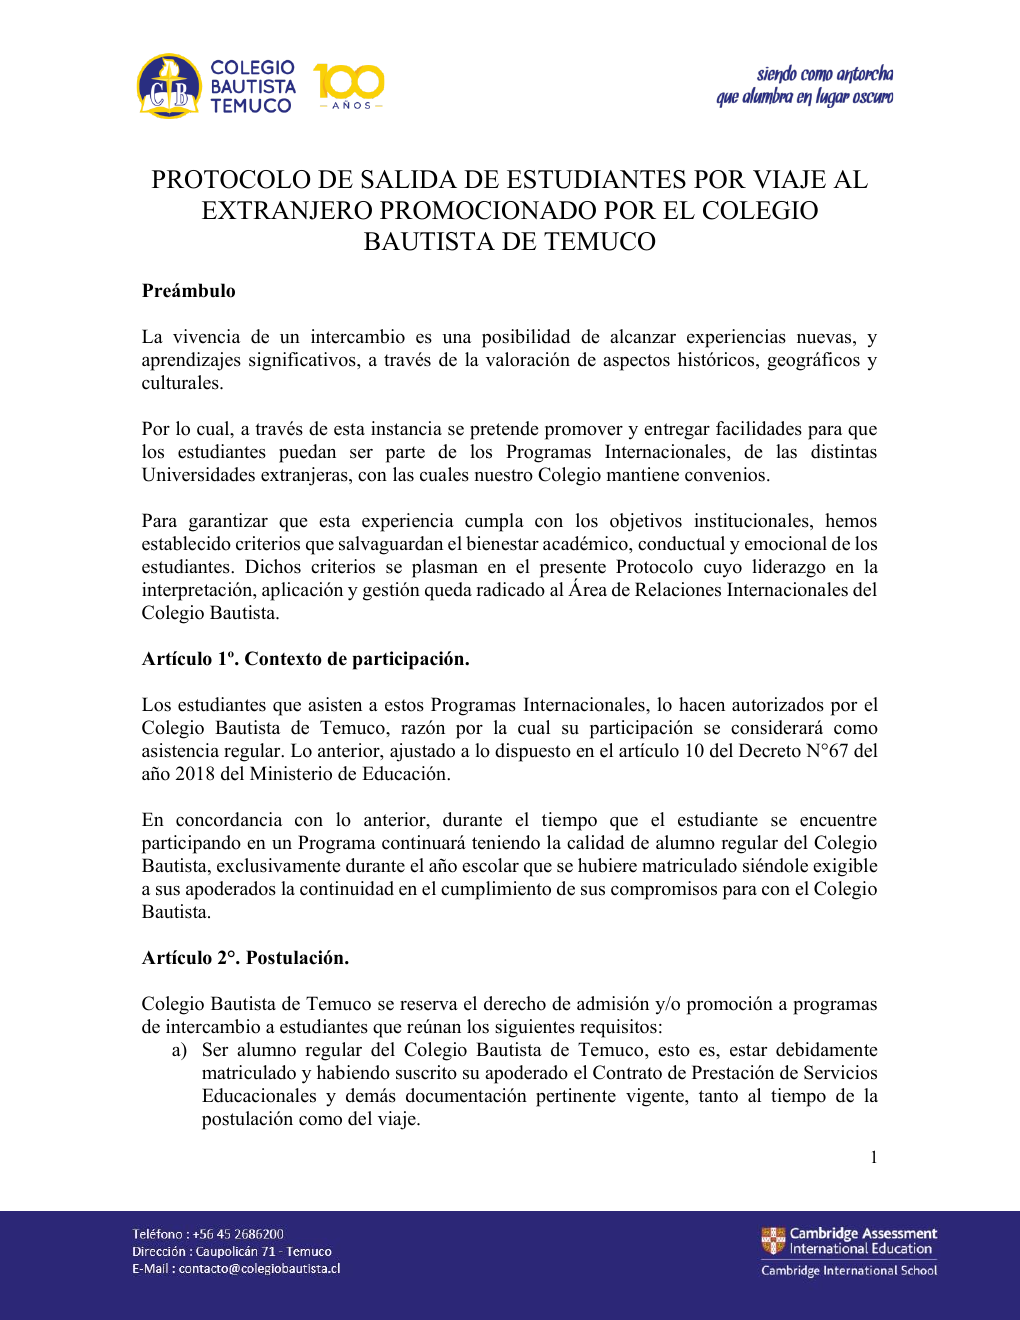 COLEGIO
BAUTISTA
TEMUCO
100
AÑOS
CB
siendo como antorcha
que alumbra en lugar oscuro
PROTOCOLO DE SALIDA DE ESTUDIANTES POR VIAJE AL
EXTRANJERO PROMOCIONADO POR EL COLEGIO
BAUTISTA DE TEMUCO
Preámbulo
La vivencia de un intercambio es una posibilidad de alcanzar experiencias nuevas, y
aprendizajes significativos, a través de la valoración de aspectos históricos, geográficos y
culturales.
Por lo cual, a través de esta instancia se pretende promover y entregar facilidades para que
los estudiantes puedan ser parte de los Programas Internacionales, de las distintas
Universidades extranjeras, con las cuales nuestro Colegio mantiene convenios.
Para garantizar que esta experiencia cumpla con los objetivos institucionales, hemos
establecido criterios que salvaguardan el bienestar académico, conductual y emocional de los
estudiantes. Dichos criterios se plasman en el presente Protocolo cuyo liderazgo en la
interpretación, aplicación y gestión queda radicado al Área de Relaciones Internacionales del
Colegio Bautista.
Artículo 1º. Contexto de participación.
Los estudiantes que asisten a estos Programas Internacionales, lo hacen autorizados por el
Colegio Bautista de Temuco, razón por la cual su participación se considerará como
asistencia regular. Lo anterior, ajustado a lo dispuesto en el artículo 10 del Decreto N°67 del
año 2018 del Ministerio de Educación.
En concordancia con lo anterior, durante el tiempo que el estudiante se encuentre
participando en un Programa continuará teniendo la calidad de alumno regular del Colegio
Bautista, exclusivamente durante el año escolar que se hubiere matriculado siéndole exigible
a sus apoderados la continuidad en el cumplimiento de sus compromisos para con el Colegio
Bautista.
Artículo 2°. Postulación.
Colegio Bautista de Temuco se reserva el derecho de admisión y/o promoción a programas
de intercambio a estudiantes que reúnan los siguientes requisitos:
a) Ser alumno regular del Colegio Bautista de Temuco, esto es, estar debidamente
matriculado y habiendo suscrito su apoderado el Contrato de Prestación de Servicios
Educacionales y demás documentación pertinente vigente, tanto al tiempo de la
postulación como del viaje.
1
Teléfono : +56 45 2686200
Dirección : Caupolicán 71 - Temuco
E-Mail : contacto@colegiobautista.cl
Cambridge Assessment
International Education
Cambridge International School